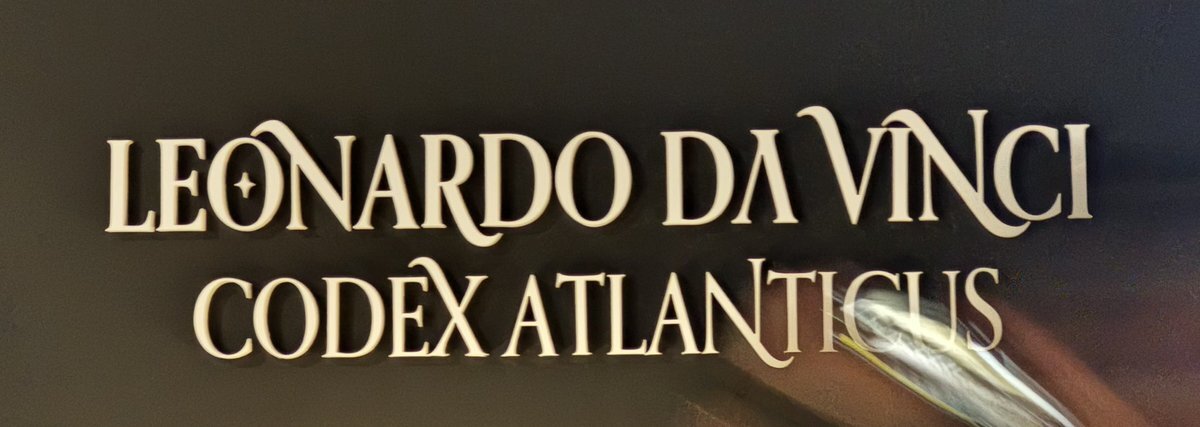 LEONARDO DA VINCI
CODEX ATLANTICUS